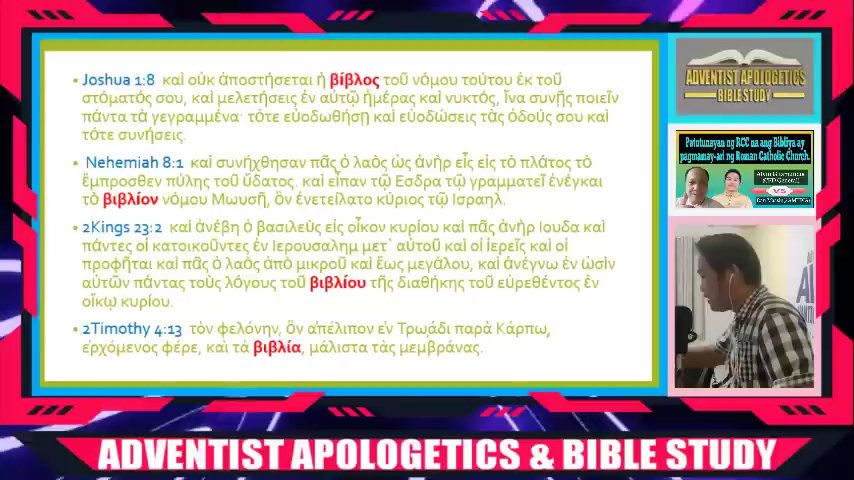 Joshua 1:8 καὶ οὐκ ἀποστήσεται ἡ βίβλος τοῦ νόμου τούτου ἐκ τοῦ
στόματός σου, καὶ μελετήσεις ἐν αὐτῷ ἡμέρας καὶ νυκτός, ἵνα συνῇς ποιεῖν
πάντα τὰ γεγραμμένα· τότε εὐοδωθήσῃ καὶ εὐοδώσεις τὰς ὁδούς σου καὶ
τότε συνήσεις.
Nehemiah 8:1 καὶ συνήχθησαν πᾶς ὁ λαὸς ὡς ἀνὴρ εἷς εἰς τὸ πλάτος τὸ
ἔμπροσθεν πύλης τοῦ ὕδατος. καὶ εἶπαν τῷ Εσδρα τῷ γραμματεῖ ἐνέγκαι
τὸ βιβλίον νόμου Μωυσῆ, ὃν ἐνετείλατο κύριος τῷ Ισραηλ.
2Kings 23:2 καὶ ἀνέβη ὁ βασιλεὺς εἰς οἶκον κυρίου καὶ πᾶς ἀνὴρ Ιουδα καὶ
πάντες οἱ κατοικοῦντες ἐν Ιερουσαλημ μετ᾽ αὐτοῦ καὶ οἱ ἱερεῖς καὶ οἱ
προφῆται καὶ πᾶς ὁ λαὸς ἀπὸ μικροῦ καὶ ἕως μεγάλου, καὶ ἀνέγνω ἐν ὠσὶν
αὐτῶν πάντας τοὺς λόγους τοῦ βιβλίου τῆς διαθήκης τοῦ εὑρεθέντος ἐν
οἴκῳ κυρίου.
2Timothy 4:13 τὸν φελόνην, ὃν ἀπέλιπον ἐν Τρῳάδι παρὰ Κάρπω,
ἐρχόμενος φέρε, καὶ τὰ βιβλία, μάλιστα τὰς μεμβράνας.
ADVENTIST APOLOGETICS
BIBLE STUDY
Patutunayan ng RCC na ang Bibliya ay
pagmamay-ari ng Roman Catholic Church.
VS
ADVENTIST APOLOGETICS & BIBLE STUDY